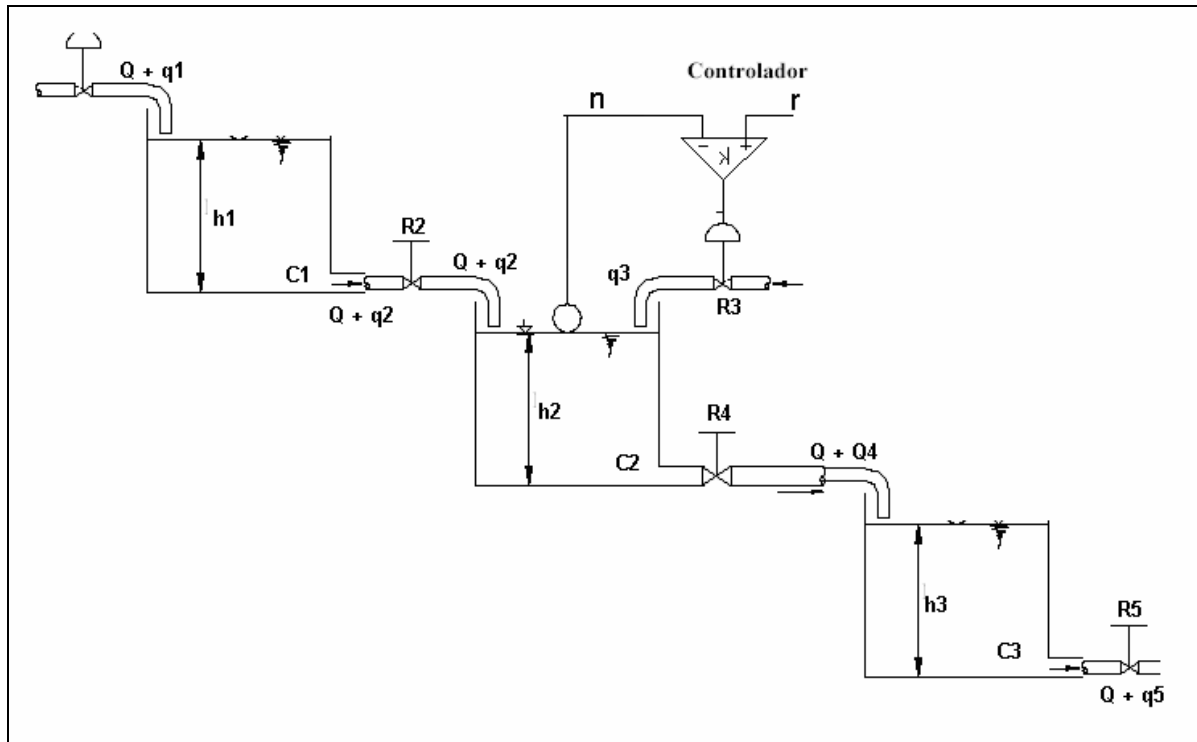 Q + q1
Controlador
n
r
k
h1
R2
C1
Q + q2
Q + q2
q3
R3
h2
R4
C2
Q + Q4
h3
R5
C3
Q + q5